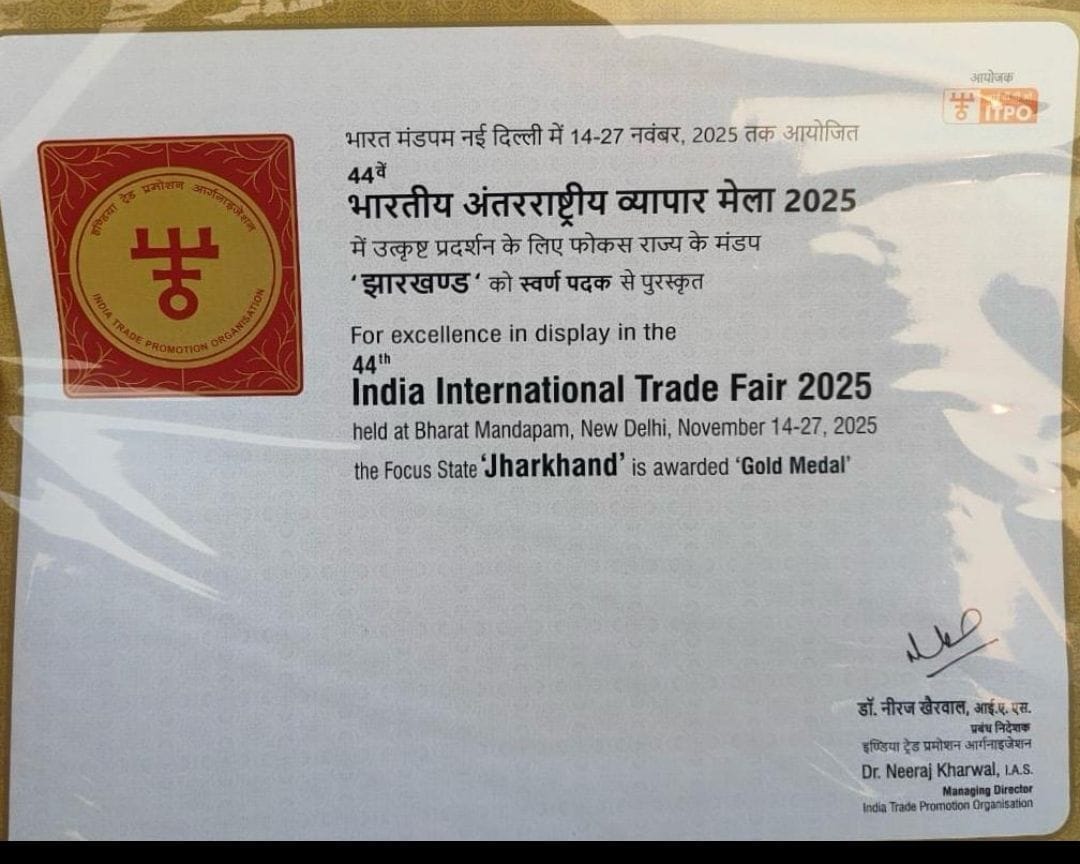 आयोजक
ITPO
भारत मंडपम नई दिल्ली में 14-27 नवंबर, 2025 तक आयोजित
44वें
भारतीय अंतरराष्ट्रीय व्यापार मेला 2025
में उत्कृष्ट प्रदर्शन के लिए फोकस राज्य के मंडप
‘झारखण्ड‘ को स्वर्ण पदक से पुरस्कृत
इण्डिया ट्रेड प्रमोशन आर्गनाइजेशन
INDIA TRADE PROMOTION ORGANISATION
For excellence in display in the
44th
India International Trade Fair 2025
held at Bharat Mandapam, New Delhi, November 14-27, 2025
the Focus State ‘Jharkhand’ is awarded ‘Gold Medal’
डॉ. नीरज खैरवाल, आई.ए. एस.
प्रबंध निदेशक
इण्डिया ट्रेड प्रमोशन आर्गनाइजेशन
Dr. Neeraj Kharwal, I.A.S.
Managing Director
India Trade Promotion Organisation